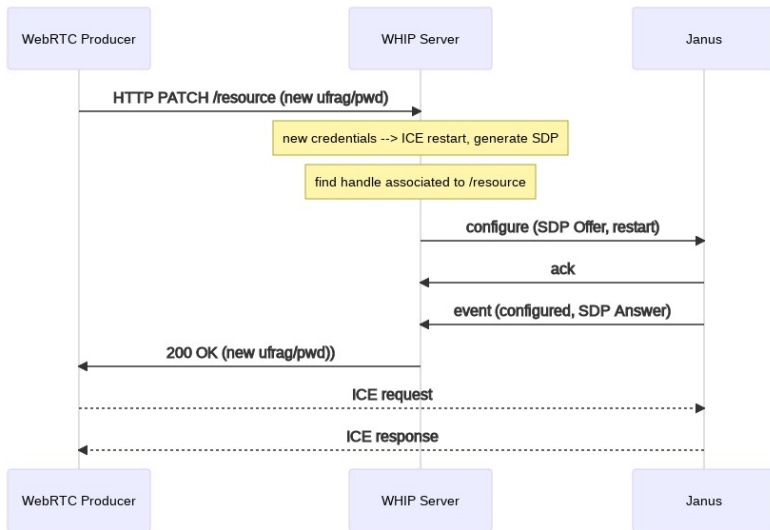 WebRTC Producer
WHIP Server
Janus
HTTP PATCH /resource (new ufrag/pwd)
new credentials --> ICE restart, generate SDP
find handle associated to /resource
configure (SDP Offer, restart)
ack
event (configured, SDP Answer)
200 OK (new ufrag/pwd))
ICE request
ICE response
WebRTC Producer
WHIP Server
Janus